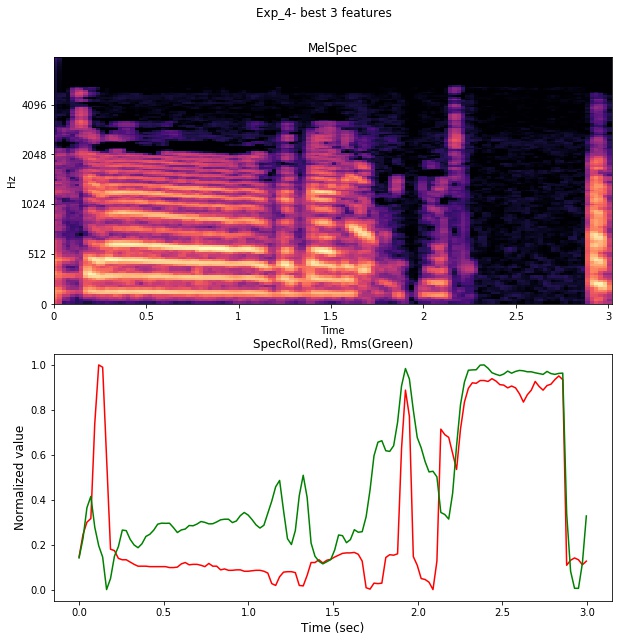 Exp_4- best 3 features
MelSpec
4096
2048
1024
512
0
Hz
0 0.5 1 1.5 2 2.5 3
Time
SpecRol(Red), Rms(Green)
1.0
0.8
0.6
0.4
0.2
0.0
Normalized value
0.0 0.5 1.0 1.5 2.0 2.5 3.0
Time (sec)